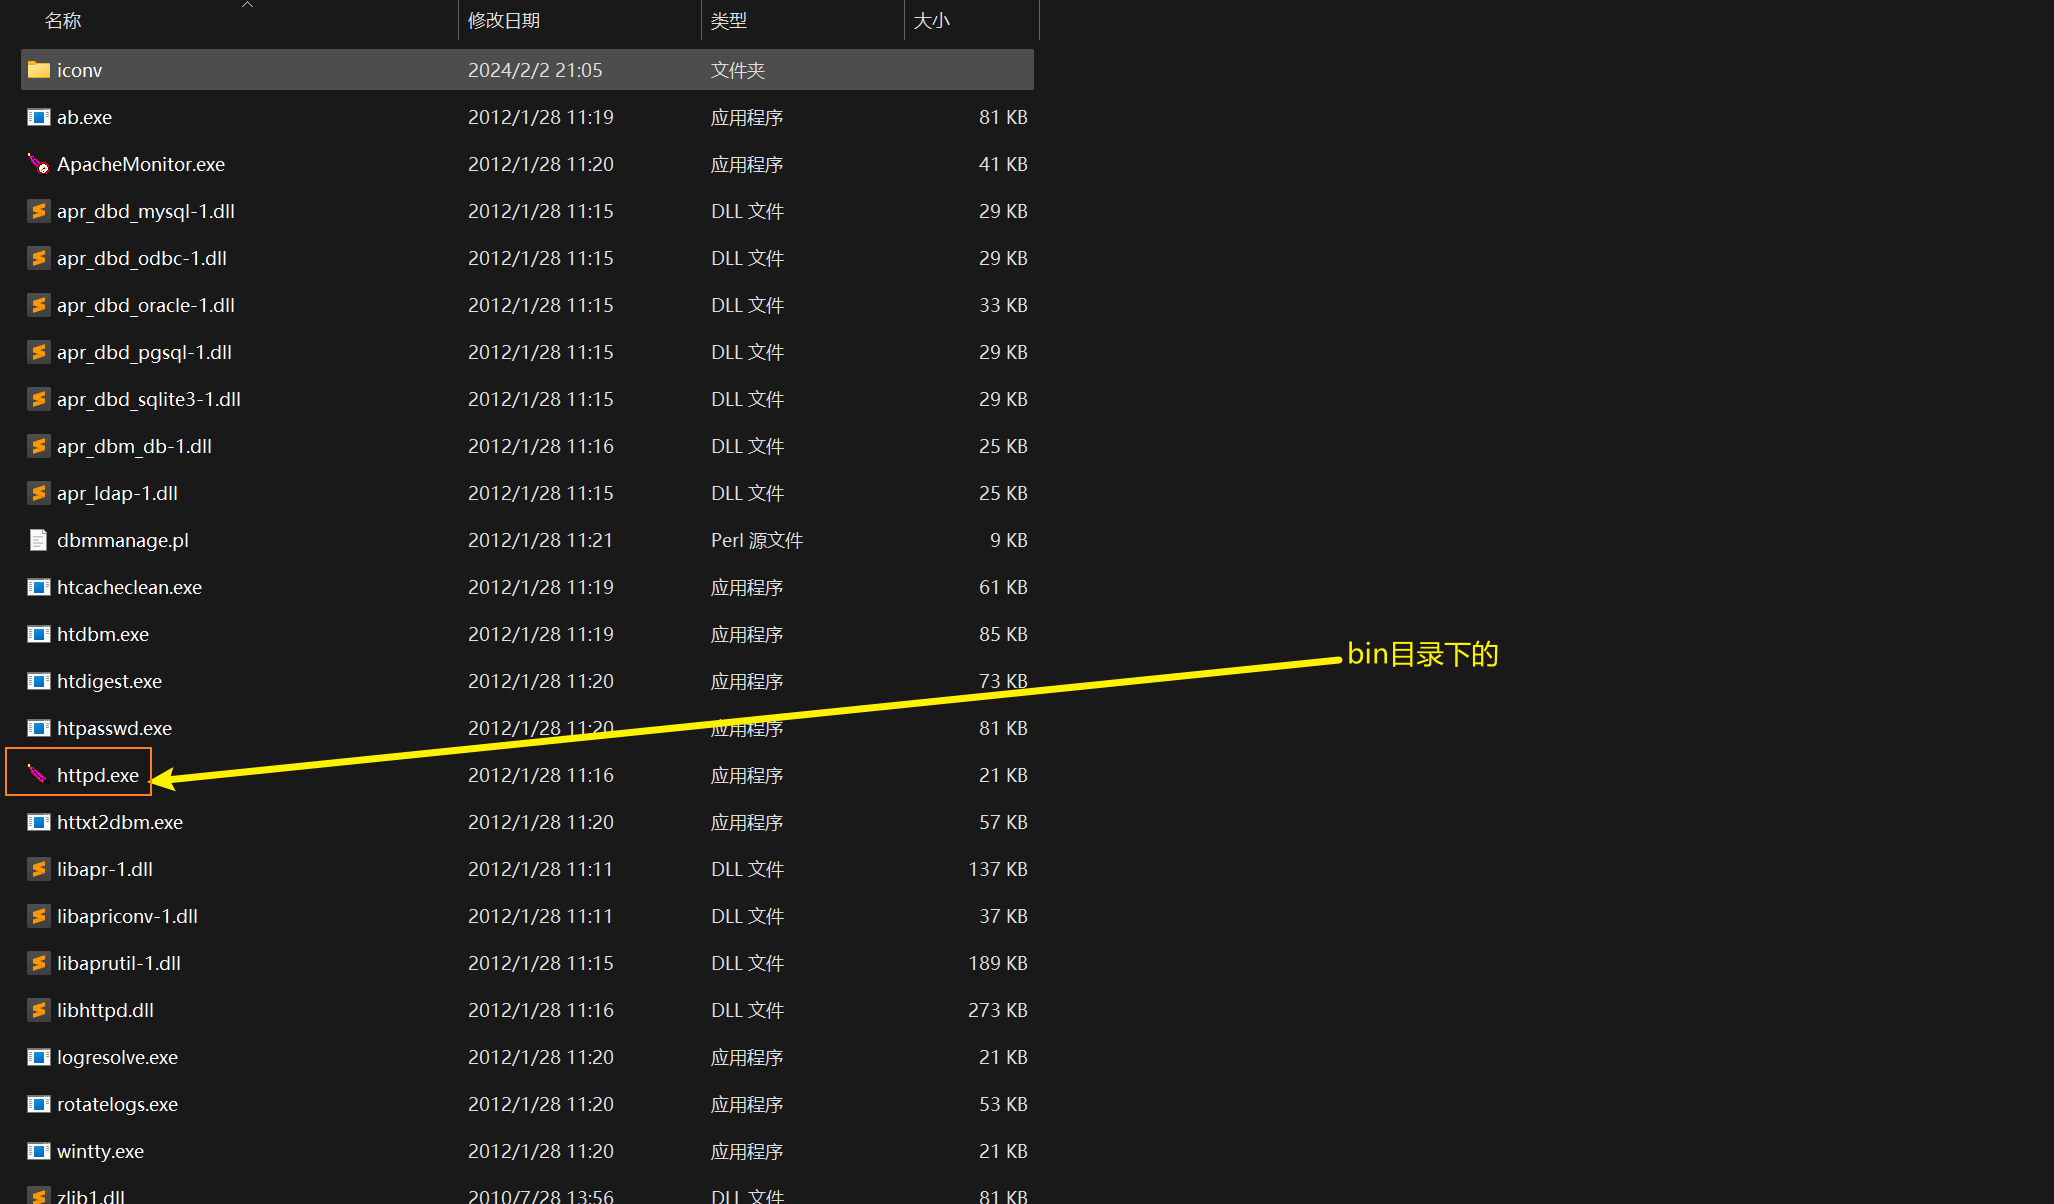 名称 修改日期 类型 大小
iconv 2024/2/2 21:05 文件夹
ab.exe 2012/1/28 11:19 应用程序 81 KB
ApacheMonitor.exe 2012/1/28 11:20 应用程序 41 KB
apr_dbd_mysql-1.dll 2012/1/28 11:15 DLL 文件 29 KB
apr_dbd_odbc-1.dll 2012/1/28 11:15 DLL 文件 29 KB
apr_dbd_oracle-1.dll 2012/1/28 11:15 DLL 文件 33 KB
apr_dbd_pgsql-1.dll 2012/1/28 11:15 DLL 文件 29 KB
apr_dbd_sqlite3-1.dll 2012/1/28 11:15 DLL 文件 29 KB
apr_dbm_db-1.dll 2012/1/28 11:16 DLL 文件 25 KB
apr_ldap-1.dll 2012/1/28 11:15 DLL 文件 25 KB
dbmmanage.pl 2012/1/28 11:21 Perl 源文件 9 KB
htcacheclean.exe 2012/1/28 11:19 应用程序 61 KB
htdbm.exe 2012/1/28 11:19 应用程序 85 KB
bin目录下的
htdigest.exe 2012/1/28 11:20 应用程序 73 KB
htpasswd.exe 2012/1/28 11:20 应用程序 81 KB
httpd.exe 2012/1/28 11:16 应用程序 21 KB
httxt2dbm.exe 2012/1/28 11:20 应用程序 57 KB
libapr-1.dll 2012/1/28 11:11 DLL 文件 137 KB
libapriconv-1.dll 2012/1/28 11:11 DLL 文件 37 KB
libaprutil-1.dll 2012/1/28 11:15 DLL 文件 189 KB
libhttpd.dll 2012/1/28 11:16 DLL 文件 273 KB
logresolve.exe 2012/1/28 11:20 应用程序 21 KB
rotatelogs.exe 2012/1/28 11:20 应用程序 53 KB
wintty.exe 2012/1/28 11:20 应用程序 21 KB
zlib1.dll 2010/7/28 13:56 DLL 文件 81 KB